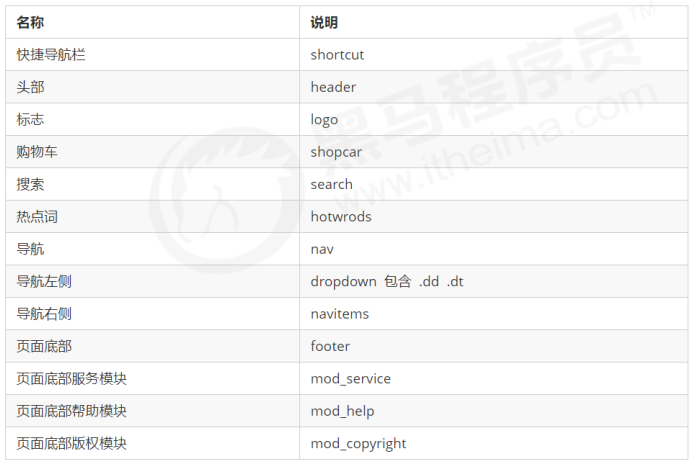 名称 说明
快捷导航栏 shortcut
头部 header
标志 logo
购物车 shopcar
搜索 search
热点词 hotwrods
导航 nav
导航左侧 dropdown 包含 .dd .dt
导航右侧 navitems
页面底部 footer
页面底部服务模块 mod_service
页面底部帮助模块 mod_help
页面底部版权模块 mod_copyright
黑马程序员™
www.itheima.com